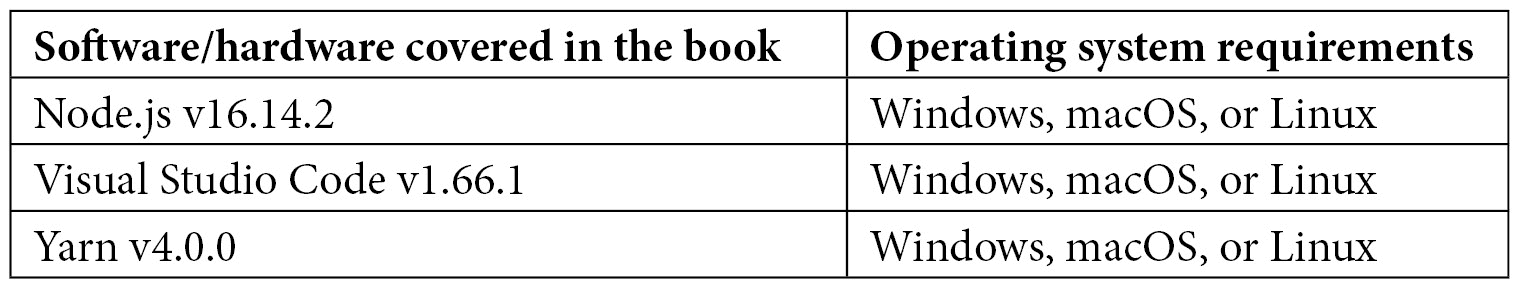 Software/hardware covered in the book Operating system requirements
Node.js v16.14.2 Windows, macOS, or Linux
Visual Studio Code v1.66.1 Windows, macOS, or Linux
Yarn v4.0.0 Windows, macOS, or Linux